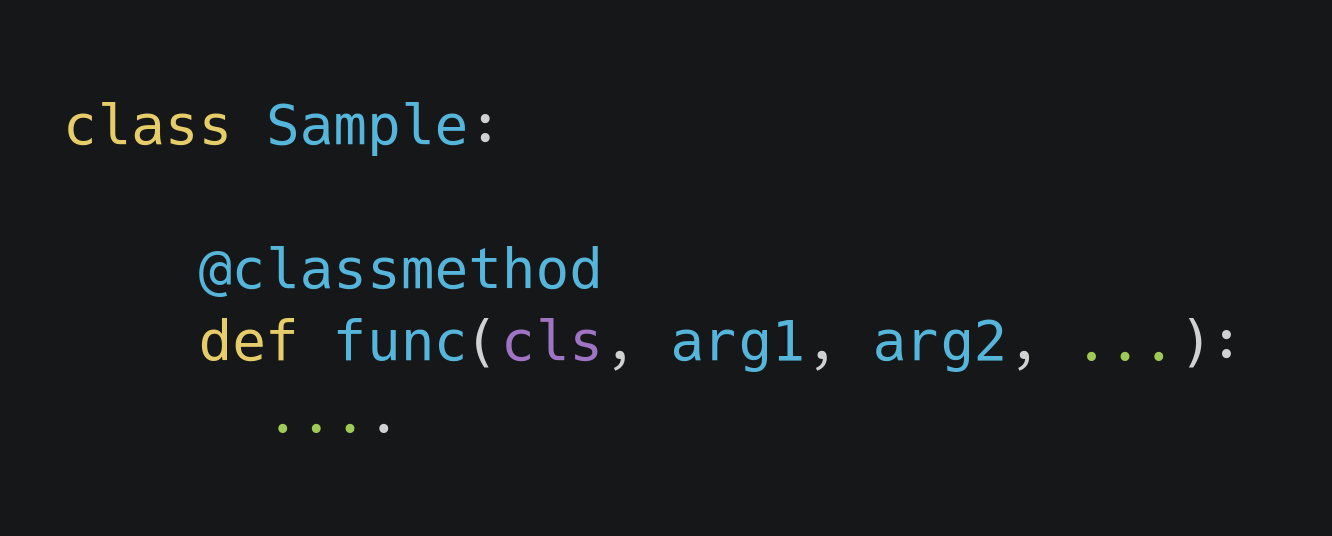 class Sample:
@classmethod
def func(cls, arg1, arg2, ...):
....